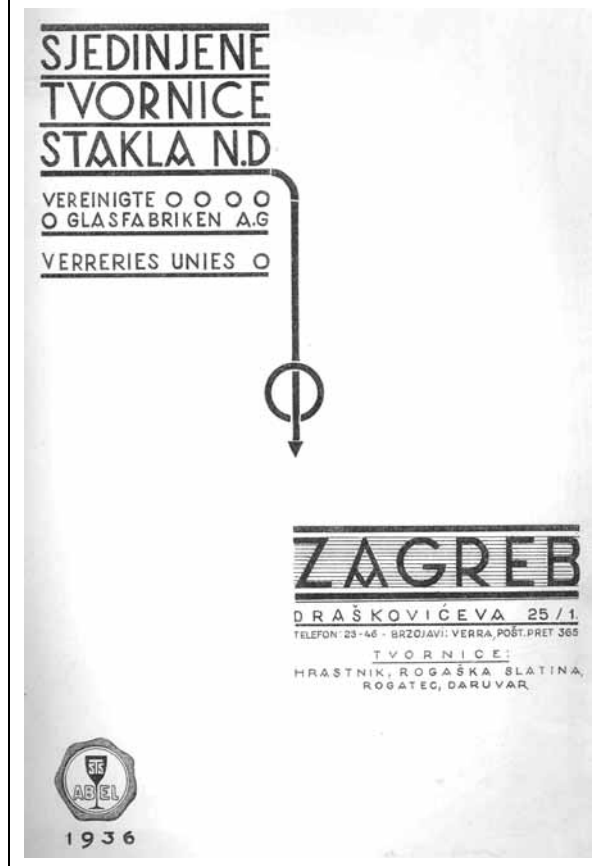 SJEDINJENE
TVORNICE
STAKLA N.D
VEREINIGTE O O O O
O GLASFABRIKEN A.G
VERRERIES UNIES O
ZAGREB
DRAŠKOVIĆEVA 25/1.
TELEFON 23-46 - BRZOJAVI: VERRA, POŠT. PRET 365
TVORNICE:
HRASTNIK, ROGAŠKA SLATINA,
ROGATEC, DARUVAR
STS
ABEL
1936